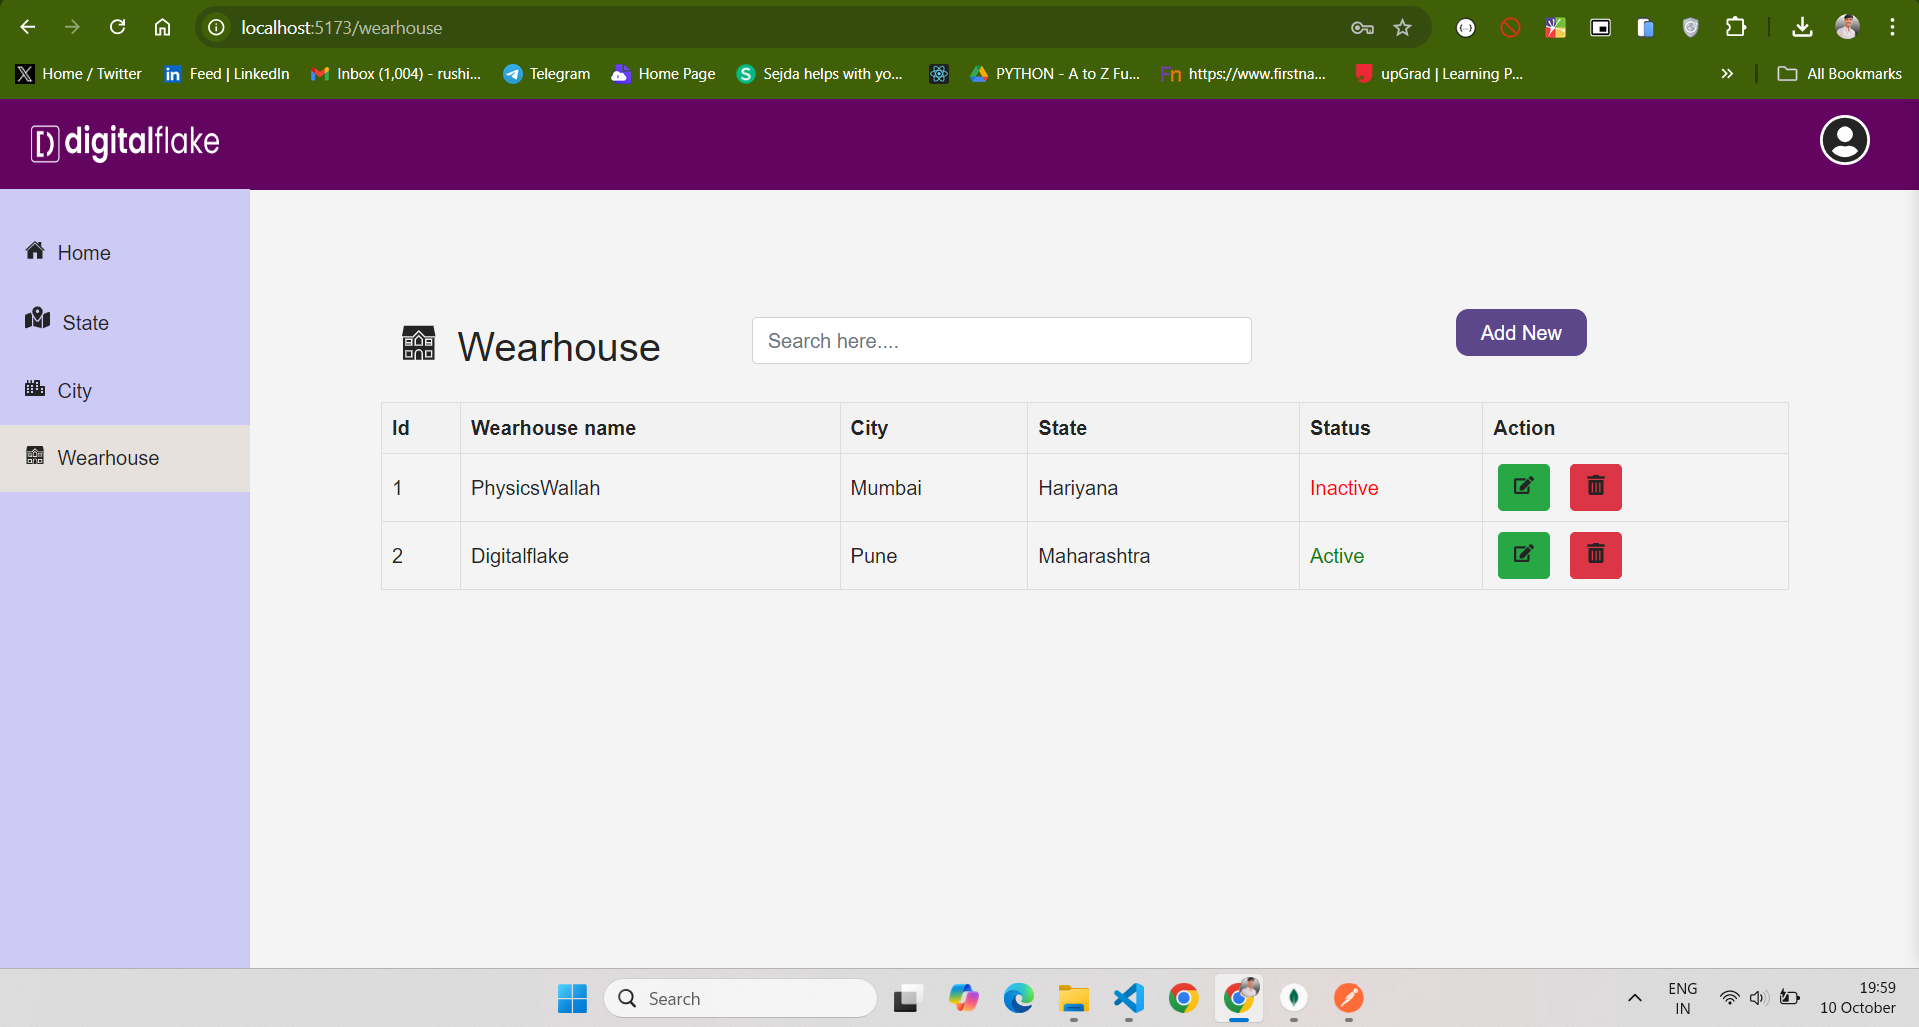 localhost:5173/wearhouse
Home / Twitter Feed | LinkedIn Inbox (1,004) - rushi... Telegram Home Page Sejda helps with yo... PYTHON - A to Z Fu... Fn https://www.firstna... upGrad | Learning P... All Bookmarks
digitalflake
Home
State
City
Wearhouse
Wearhouse Search here.... Add New
Id Wearhouse name City State Status Action
1 PhysicsWallah Mumbai Hariyana Inactive
2 Digitalflake Pune Maharashtra Active
Search
ENG
IN
19:59
10 October